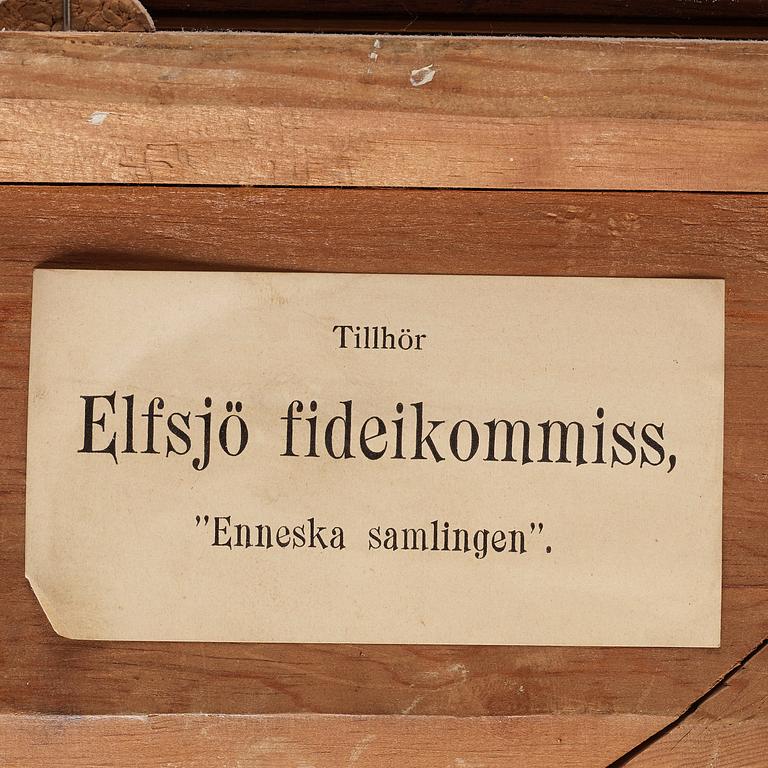 Tillhör
Elfsjö fideikommiss,
”Enneska samlingen”.